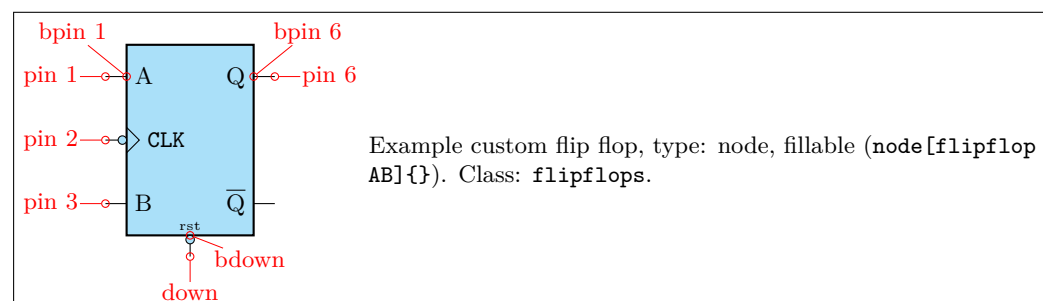 bpin 1
bpin 6
pin 1
A
Q
pin 6
pin 2
CLK
Example custom flip flop, type: node, fillable (node[flipflop
AB]{}). Class: flipflops.
pin 3
B
Q̅
rst
bdown
down